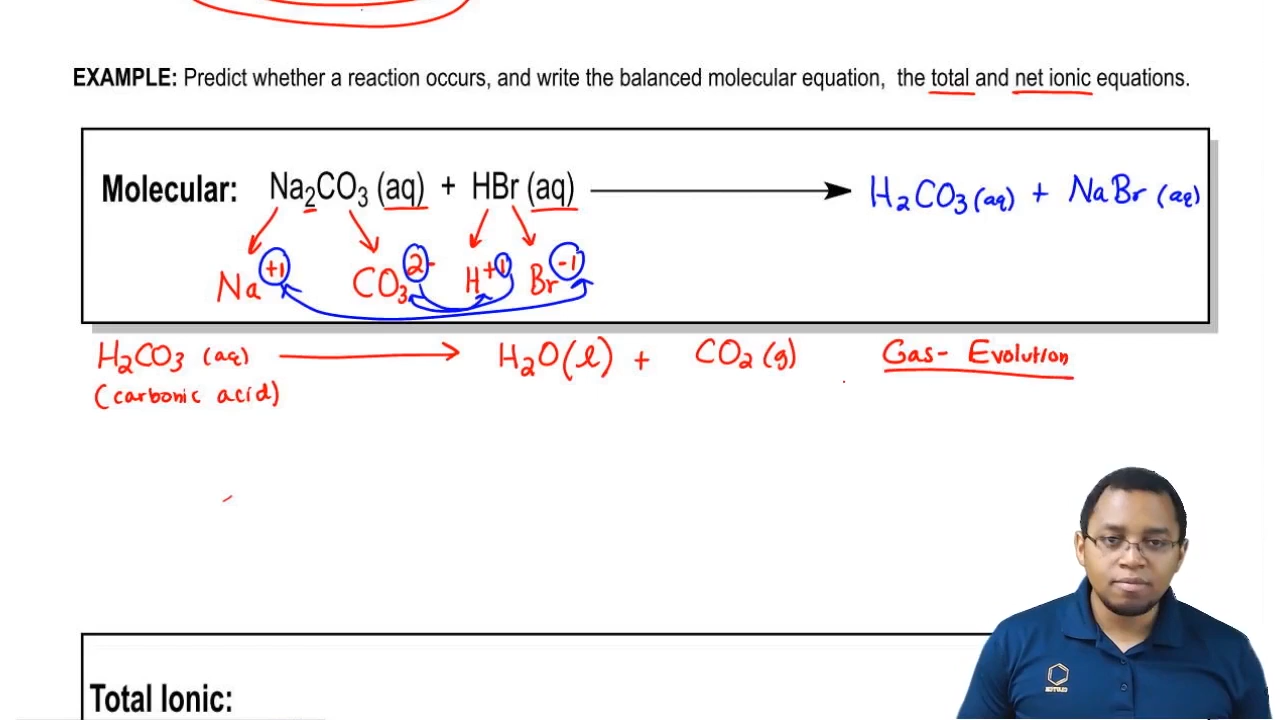 EXAMPLE: Predict whether a reaction occurs, and write the balanced molecular equation, the total and net ionic equations.
Molecular: Na₂CO₃ (aq) + HBr (aq) ⟶ H₂CO₃ (aq) + NaBr (aq)
Na⁺¹ CO₃²⁻ H⁺¹ Br⁻¹
H₂CO₃ (aq) ⟶ H₂O(l) + CO₂(g) Gas-Evolution
(carbonic acid)
Total Ionic: